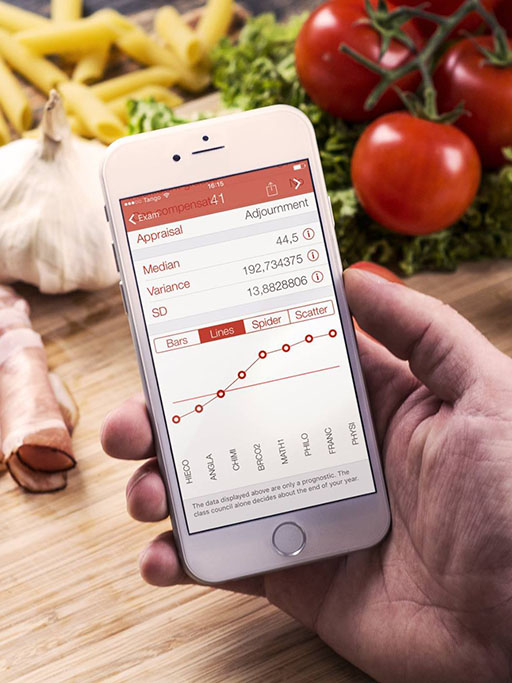 Tango 16:15
Exam 41
compensat
Appraisal Adjournment
Median 44,5
Variance 192,734375
SD 13,8828806
Bars Lines Spider Scatter
HIECO ANGLA CHIMI BRCO2 MATH1 PHILO FRANC PHYSI
The data displayed above are only a prognostic. The
class council alone decides about the end of your year.